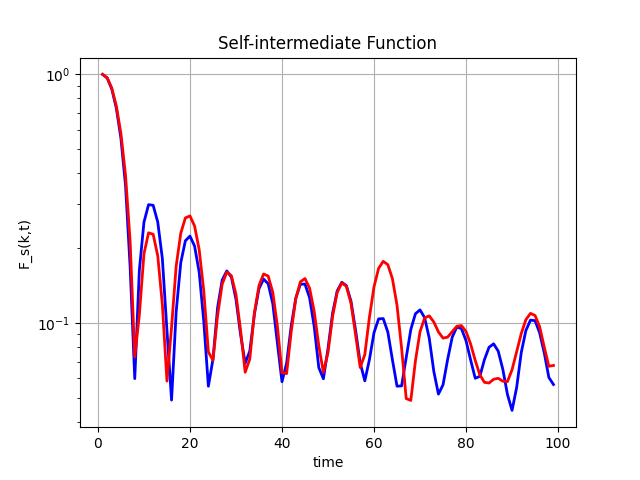 Self-intermediate Function
F_s(k,t)
10⁰
10⁻¹
0 20 40 60 80 100
time